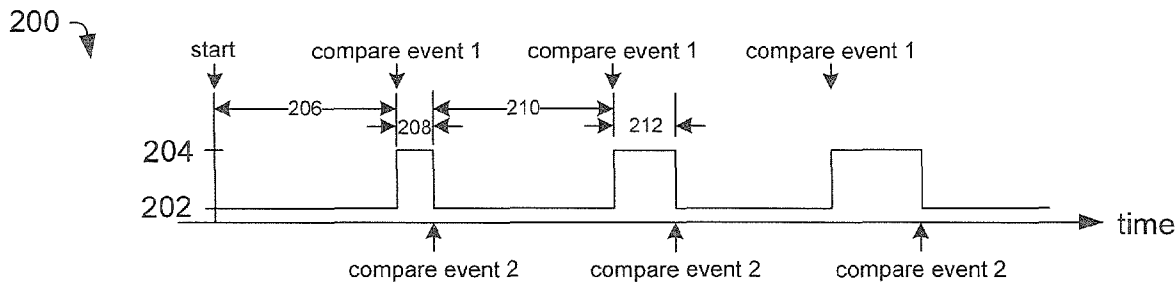 200
start
compare event 1
compare event 1
compare event 1
206
210
208
212
204
202
time
compare event 2
compare event 2
compare event 2